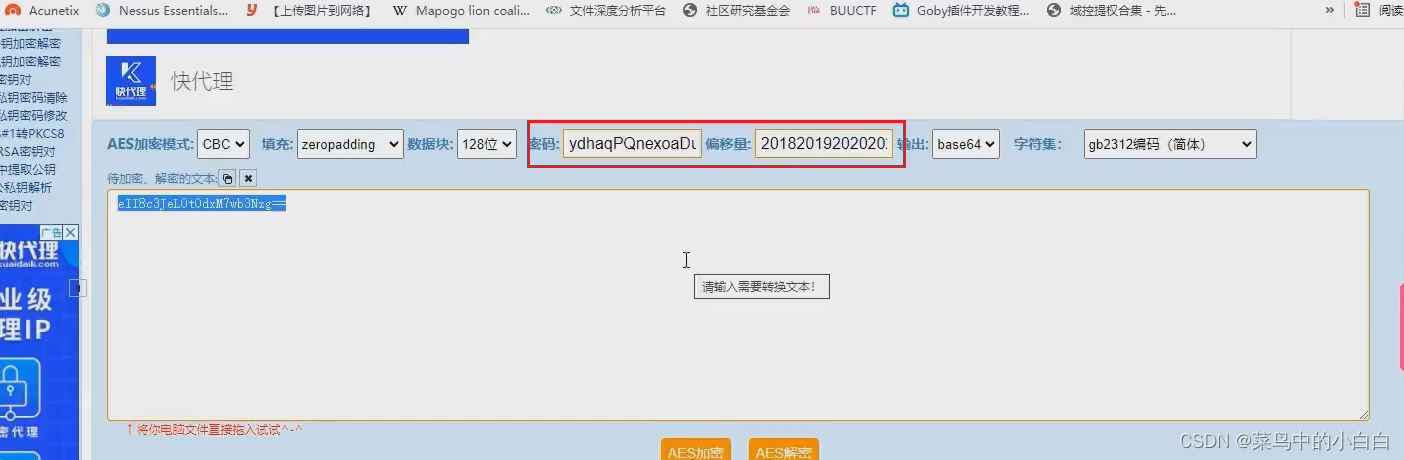 Acunetix Nessus Essentials... 【上传图片到网络】 Mapogo lion coali... 文件深度分析平台 社区研究基金会 BUUCTF Goby插件开发教程... 域控提权合集 - 先... » 阅读
钥加密解密
钥加密解密
密钥对
私钥密码清除
私钥密码修改
#1转PKCS8
RSA密钥对
中提取公钥
公私钥解析
密钥对
快代理
kuaidaili.com
快代理
AES加密模式: CBC 填充: zeropadding 数据块: 128位 密码: ydhaqPQnexoaDu 偏移量: 20182019202020 输出: base64 字符集: gb2312编码（简体）
待加密、解密的文本:
eII8c3JeLOtOdxM7wb3Nzg==
请输入需要转换文本!
广告
快代理
kuaidaili.com
业级
理IP
密代理
↑将你电脑文件直接拖入试试^-^
AES加密 AES解密
CSDN @菜鸟中的小白白